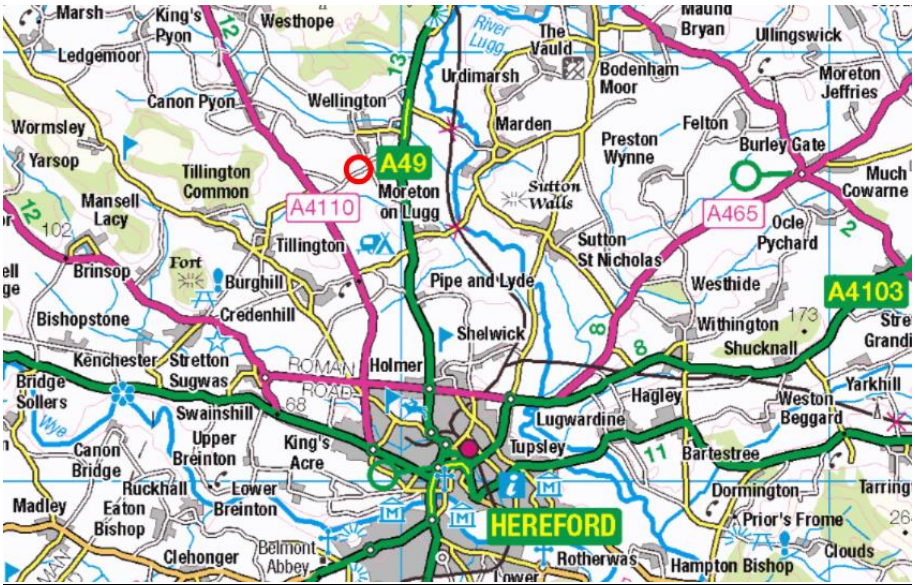 Marsh
King's
Pyon
12
Westhope
83
River
Lugg
The
Vauld
Maund
Bryan
Ullingswick
Ledgemoor
13
Urdimarsh
Bodenham
Moor
Moreton
Jeffries
Canon Pyon
Wellington
Wormsley
Marden
Felton
Burley Gate
Preston
Wynne
Yarsop
Tillington
Common
A49
Much
Cowarne
Mansell
Lacy
Moreton
on Lugg
Sutton
Walls
A4110
A465
12
102
Ocle
Pychard
2
Tillington
Sutton
St Nicholas
Brinsop
Fort
Burghill
Pipe and Lyde
Westhide
A4103
Credenhill
Bishopstone
8
Withington
173
Shelwick
Shucknall
Kenchester
Stretton
Sugwas
ROMAN
ROAD
Holmer
8
Bridge
Sollers
Hagley
Yarkhill
Swainshill
68
Lugwardine
Weston
Beggard
Wye
Upper
Breinton
King's
Acre
Tupsley
11
Bartestree
Canon
Bridge
Ruckhall
Lower
Breinton
Dormington
Madley
Eaton
Bishop
HEREFORD
Prior's Frome
Clehonger
Belmont
Abbey
Rotherwas
Hampton Bishop
Clouds
Lower